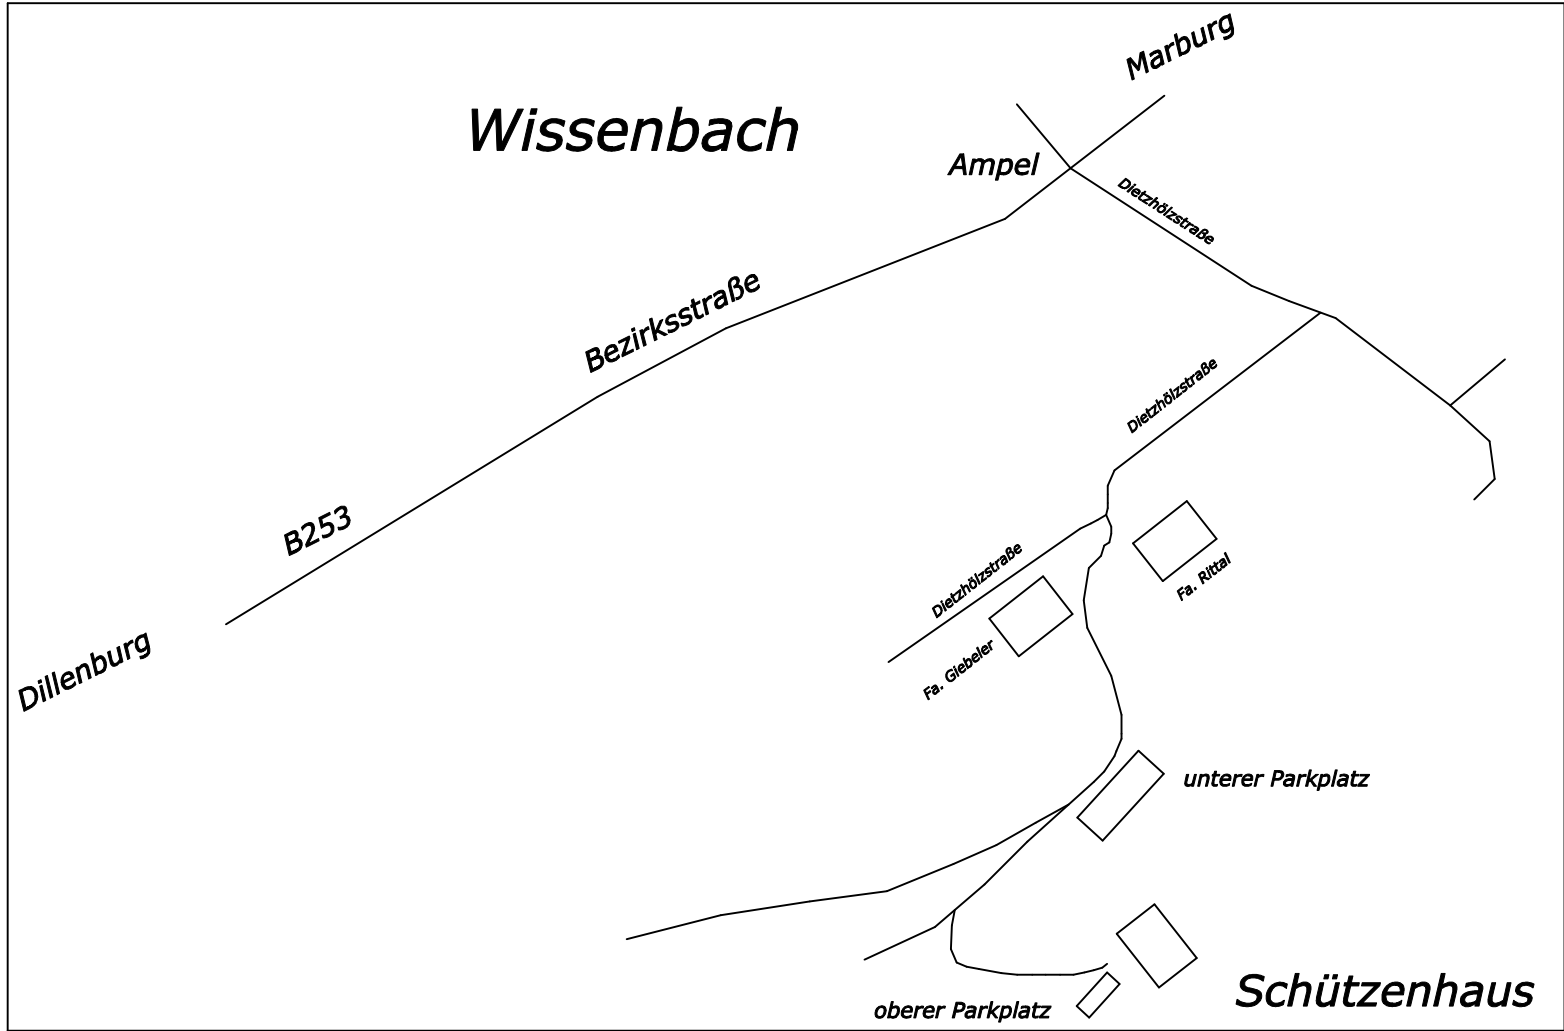 Marburg
Wissenbach
Ampel
Dietzhölzstraße
Bezirksstraße
Dietzhölzstraße
B253
Dietzhölzstraße
Fa. Rittal
Dillenburg
Fa. Giebeler
unterer Parkplatz
Schützenhaus
oberer Parkplatz